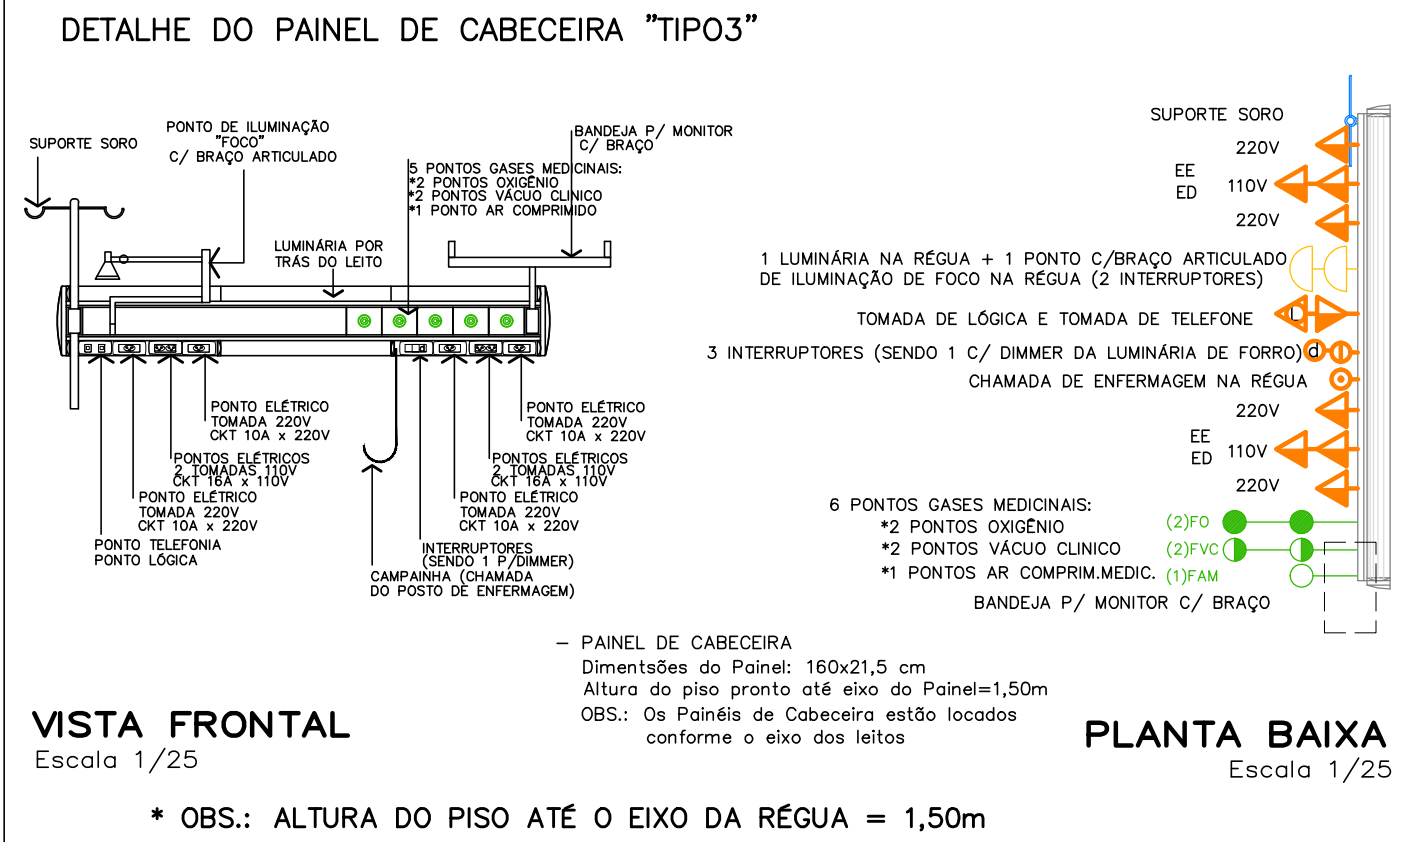 DETALHE DO PAINEL DE CABECEIRA "TIPO3"
SUPORTE SORO
PONTO DE ILUMINAÇÃO
"FOCO"
C/ BRAÇO ARTICULADO
5 PONTOS GASES MEDICINAIS:
*2 PONTOS OXIGÊNIO
*2 PONTOS VÁCUO CLINICO
*1 PONTO AR COMPRIMIDO
BANDEJA P/ MONITOR
C/ BRAÇO
LUMINÁRIA POR
TRÁS DO LEITO
PONTO ELÉTRICO
TOMADA 220V
CKT 10A x 220V
PONTOS ELÉTRICOS
2 TOMADAS 110V
CKT 16A x 110V
PONTO ELÉTRICO
TOMADA 220V
CKT 10A x 220V
PONTO TELEFONIA
PONTO LÓGICA
PONTO ELÉTRICO
TOMADA 220V
CKT 10A x 220V
PONTOS ELÉTRICOS
2 TOMADAS 110V
CKT 16A x 110V
PONTO ELÉTRICO
TOMADA 220V
CKT 10A x 220V
INTERRUPTORES
(SENDO 1 P/DIMMER)
CAMPAINHA (CHAMADA
DO POSTO DE ENFERMAGEM)
SUPORTE SORO
220V
EE
ED
110V
220V
1 LUMINÁRIA NA RÉGUA + 1 PONTO C/BRAÇO ARTICULADO
DE ILUMINAÇÃO DE FOCO NA RÉGUA (2 INTERRUPTORES)
TOMADA DE LÓGICA E TOMADA DE TELEFONE
L
3 INTERRUPTORES (SENDO 1 C/ DIMMER DA LUMINÁRIA DE FORRO)
d
CHAMADA DE ENFERMAGEM NA RÉGUA
220V
EE
ED
110V
220V
6 PONTOS GASES MEDICINAIS:
*2 PONTOS OXIGÊNIO
(2)FO
*2 PONTOS VÁCUO CLINICO
(2)FVC
*1 PONTOS AR COMPRIM.MEDIC.
(1)FAM
BANDEJA P/ MONITOR C/ BRAÇO
– PAINEL DE CABECEIRA
Dimentsões do Painel: 160x21,5 cm
Altura do piso pronto até eixo do Painel=1,50m
OBS.: Os Painéis de Cabeceira estão locados
conforme o eixo dos leitos
VISTA FRONTAL
Escala 1/25
PLANTA BAIXA
Escala 1/25
* OBS.: ALTURA DO PISO ATÉ O EIXO DA RÉGUA = 1,50m